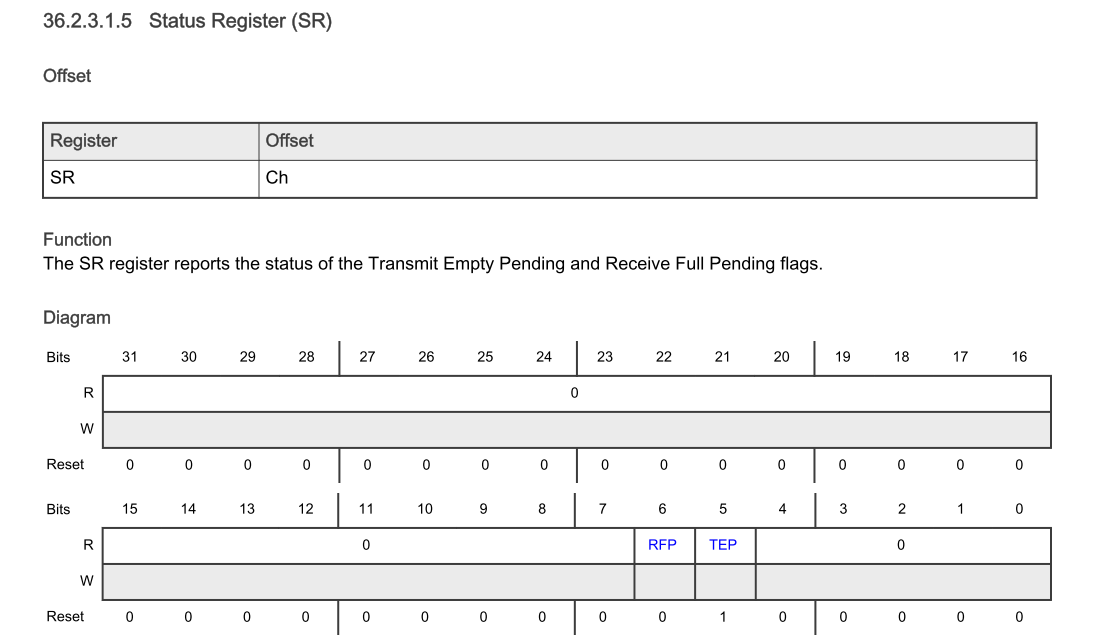 36.2.3.1.5 Status Register (SR)
Offset
Register Offset
SR Ch
Function
The SR register reports the status of the Transmit Empty Pending and Receive Full Pending flags.
Diagram
Bits 31 30 29 28 27 26 25 24 23 22 21 20 19 18 17 16
R 0
W
Reset 0 0 0 0 0 0 0 0 0 0 0 0 0 0 0 0
Bits 15 14 13 12 11 10 9 8 7 6 5 4 3 2 1 0
R 0 RFP TEP 0
W
Reset 0 0 0 0 0 0 0 0 0 0 1 0 0 0 0 0